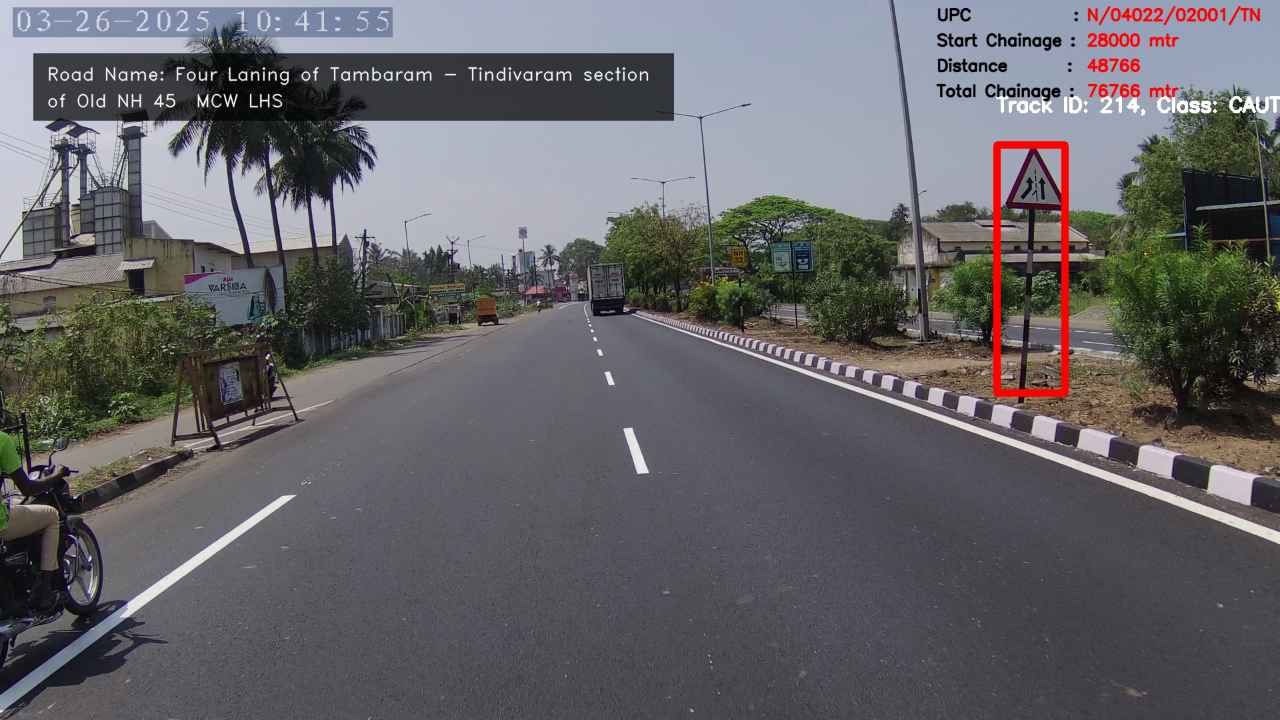 03-26-2025 10:41:55
Road Name: Four Laning of Tambaram - Tindivaram section
of Old NH 45 MCW LHS
UPC : N/04022/02001/TN
Start Chainage : 28000 mtr
Distance : 48766
Total Chainage : 76766 mtr
Track ID: 214, Class: CAUT
VARSHA